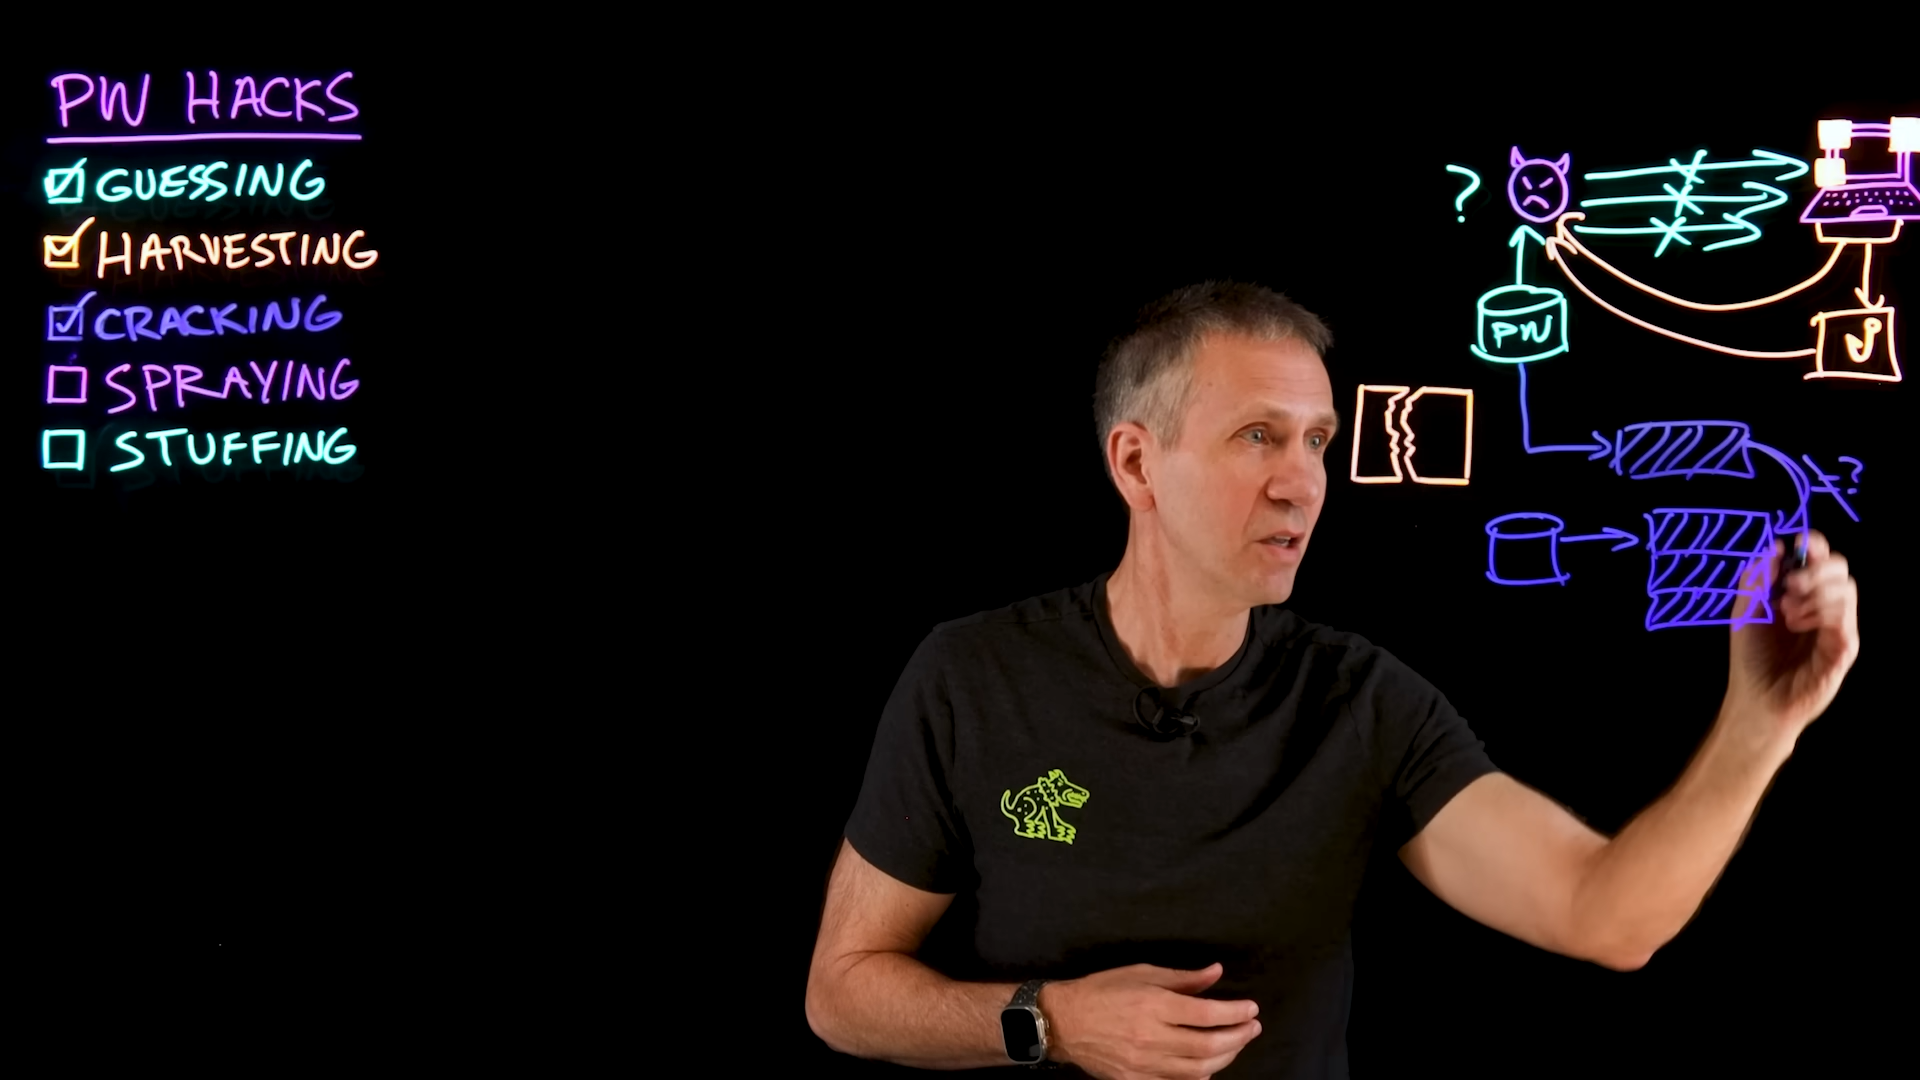 PW HACKS
GUESSING
HARVESTING
CRACKING
SPRAYING
STUFFING
?
PW
=?